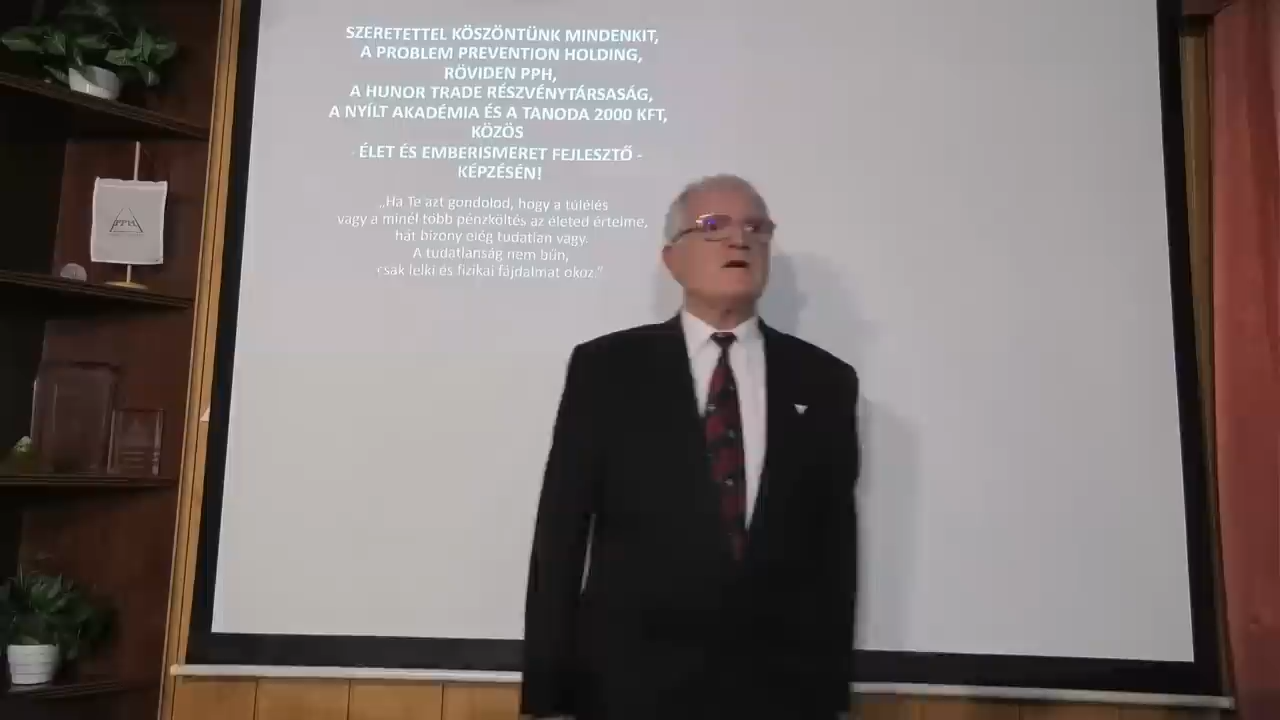 SZERETETTEL KÖSZÖNTÜNK MINDENKIT,
A PROBLEM PREVENTION HOLDING,
RÖVIDEN PPH,
A HUNOR TRADE RÉSZVÉNYTÁRSASÁG,
A NYÍLT AKADÉMIA ÉS A TANODA 2000 KFT,
KÖZÖS
- ÉLET ÉS EMBERISMERET FEJLESZTŐ -
KÉPZÉSÉN!
„Ha Te azt gondolod, hogy a túlélés
vagy a minél több pénzköltés az életed értelme,
hát bizony elég tudatlan vagy.
A tudatlanság nem bűn,
csak lelki és fizikai fájdalmat okoz.”